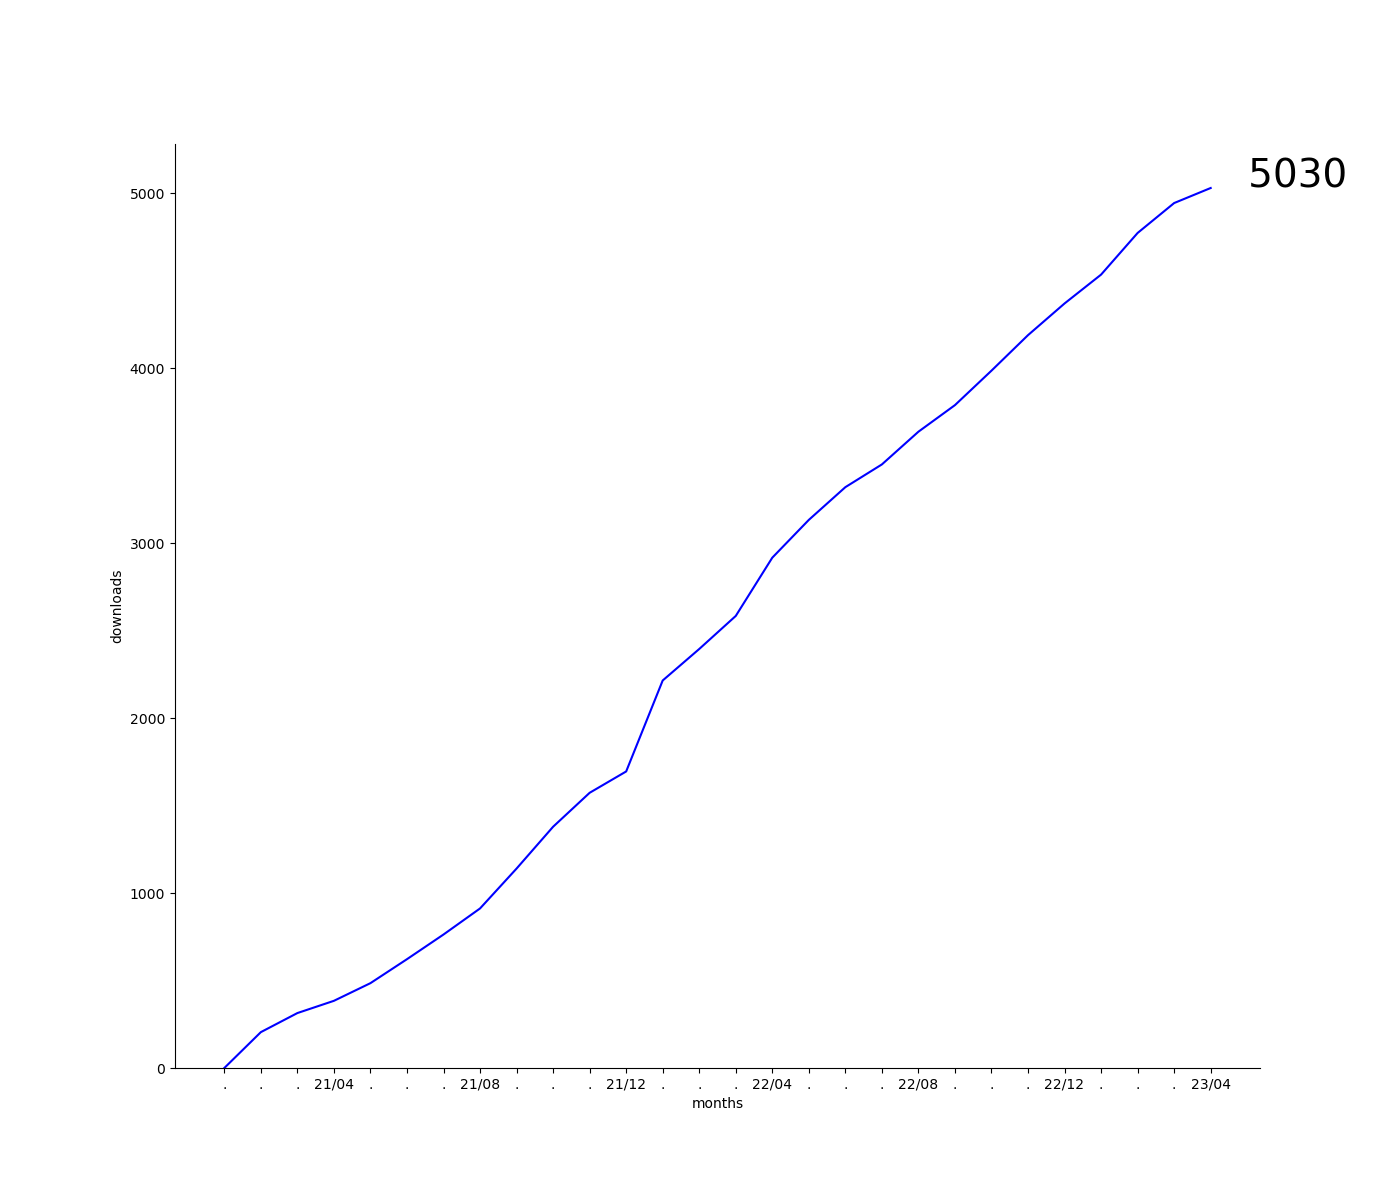 5030
5000
4000
3000
2000
1000
0
downloads
. . . 21/04 . . . 21/08 . . . 21/12 . . . 22/04 . . . 22/08 . . . 22/12 . . . 23/04
months